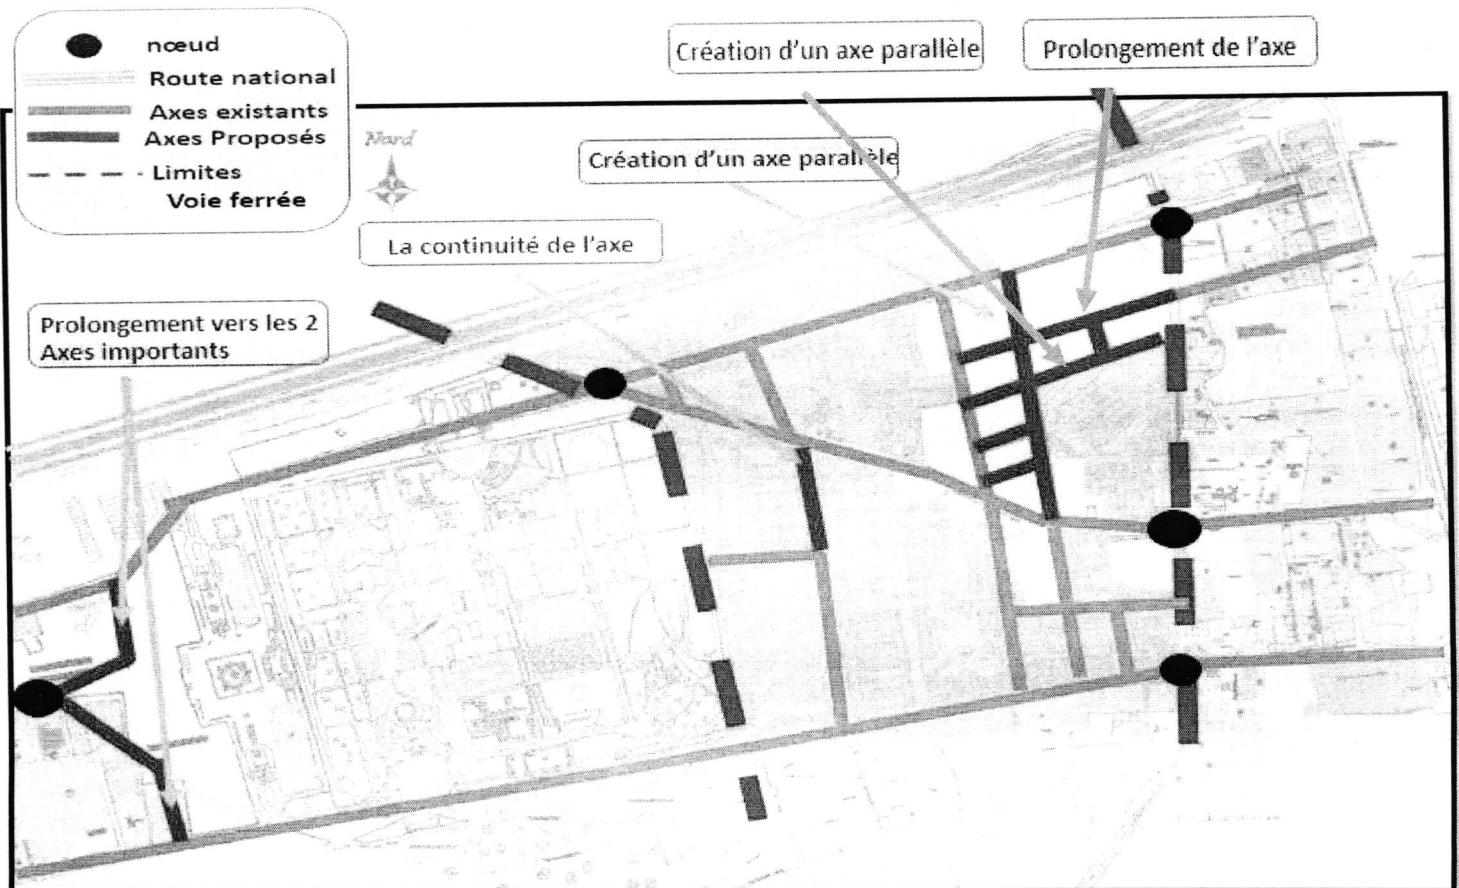 nœud
Route national
Axes existants
Axes Proposés
Limites
Voie ferrée
Nord
Création d’un axe parallèle
Prolongement de l’axe
Création d’un axe parallèle
La continuité de l’axe
Prolongement vers les 2
Axes importants